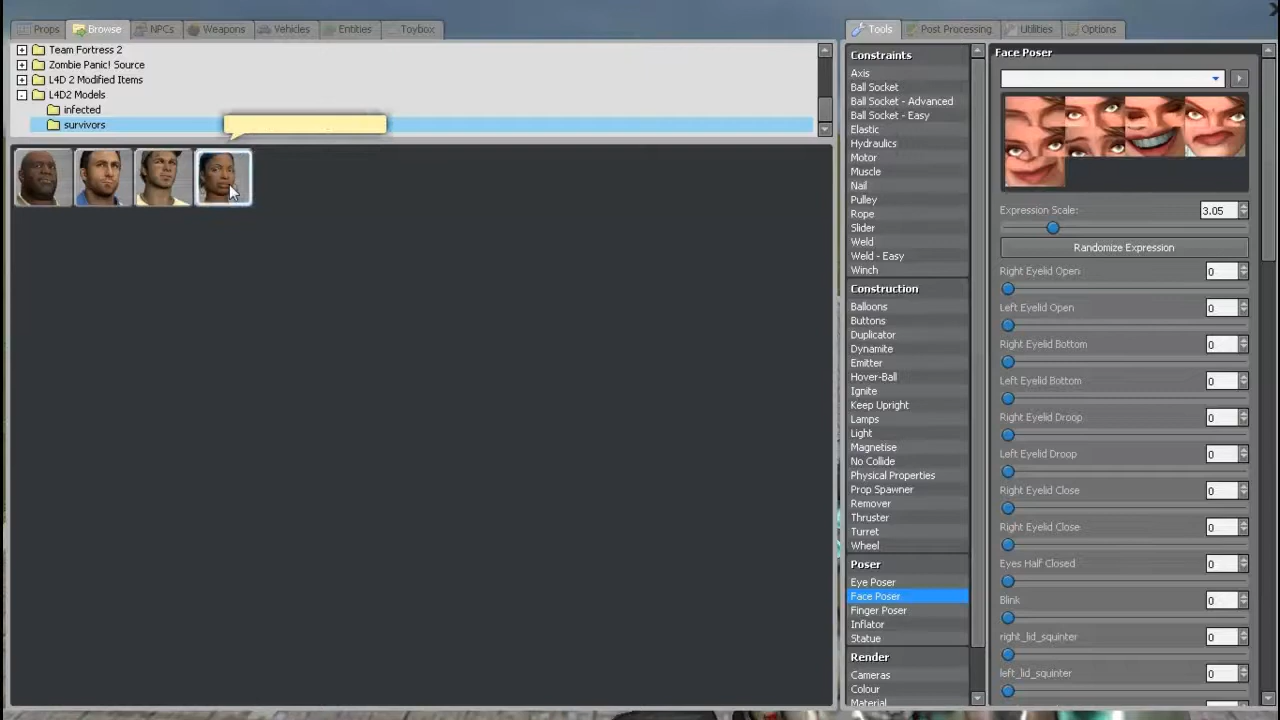 Props Browse NPCs Weapons Vehicles Entities Toybox
Team Fortress 2
Zombie Panic! Source
L4D 2 Modified Items
L4D2 Models
infected
survivors
Tools Post Processing Utilities Options
Constraints
Axis
Ball Socket
Ball Socket - Advanced
Ball Socket - Easy
Elastic
Hydraulics
Motor
Muscle
Nail
Pulley
Rope
Slider
Weld
Weld - Easy
Winch
Construction
Balloons
Buttons
Duplicator
Dynamite
Emitter
Hover-Ball
Ignite
Keep Upright
Lamps
Light
Magnetise
No Collide
Physical Properties
Prop Spawner
Remover
Thruster
Turret
Wheel
Poser
Eye Poser
Face Poser
Finger Poser
Inflator
Statue
Render
Cameras
Colour
Material
Face Poser
Expression Scale: 3.05
Randomize Expression
Right Eyelid Open 0
Left Eyelid Open 0
Right Eyelid Bottom 0
Left Eyelid Bottom 0
Right Eyelid Droop 0
Left Eyelid Droop 0
Right Eyelid Close 0
Right Eyelid Close 0
Eyes Half Closed 0
Blink 0
right_lid_squinter 0
left_lid_squinter 0